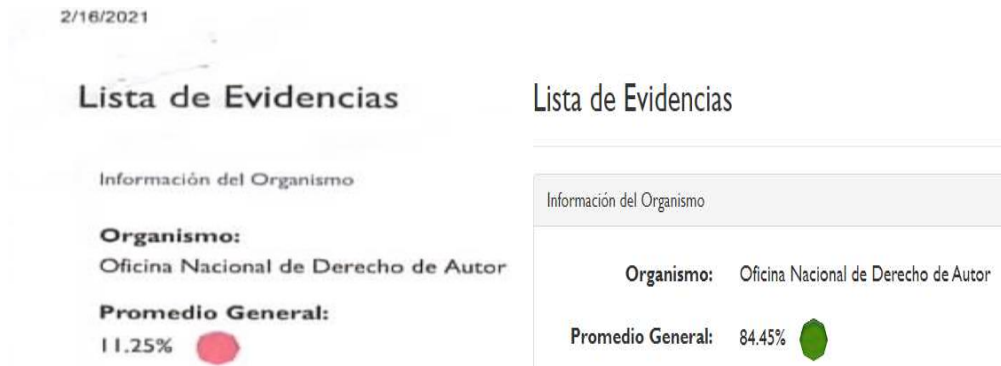 2/16/2021
Lista de Evidencias
Información del Organismo
Organismo:
Oficina Nacional de Derecho de Autor
Promedio General:
11.25%
Lista de Evidencias
Información del Organismo
Organismo: Oficina Nacional de Derecho de Autor
Promedio General: 84.45%